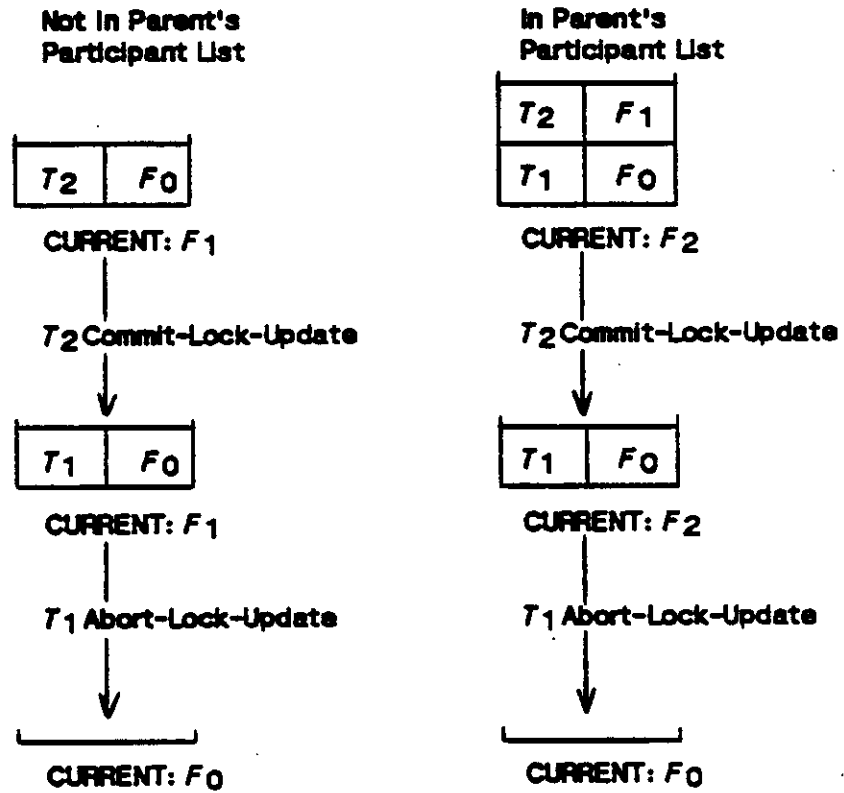 Not In Parent's
Participant List
T2 F0
CURRENT: F1
T2 Commit-Lock-Update
T1 F0
CURRENT: F1
T1 Abort-Lock-Update
CURRENT: F0
In Parent's
Participant List
T2 F1
T1 F0
CURRENT: F2
T2 Commit-Lock-Update
T1 F0
CURRENT: F2
T1 Abort-Lock-Update
CURRENT: F0